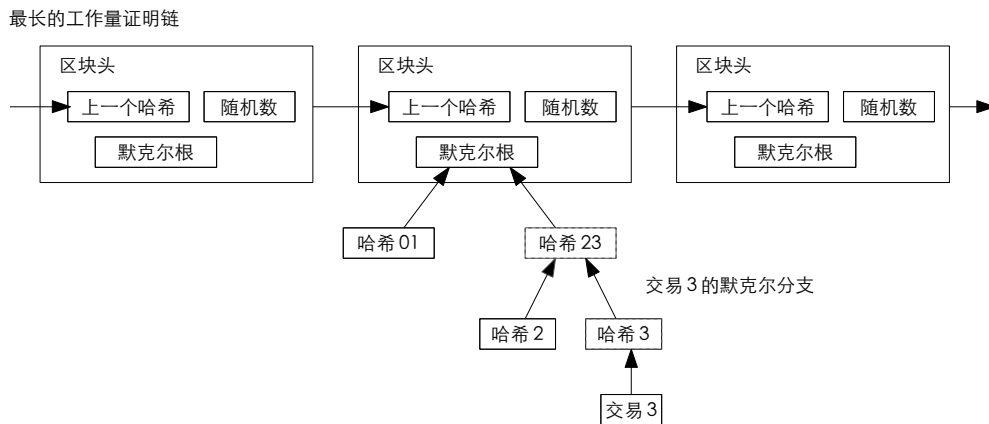 最长的工作量证明链
区块头 区块头 区块头
上一个哈希 随机数 上一个哈希 随机数 上一个哈希 随机数
默克尔根 默克尔根 默克尔根
哈希01 哈希23
交易3的默克尔分支
哈希2 哈希3
交易3